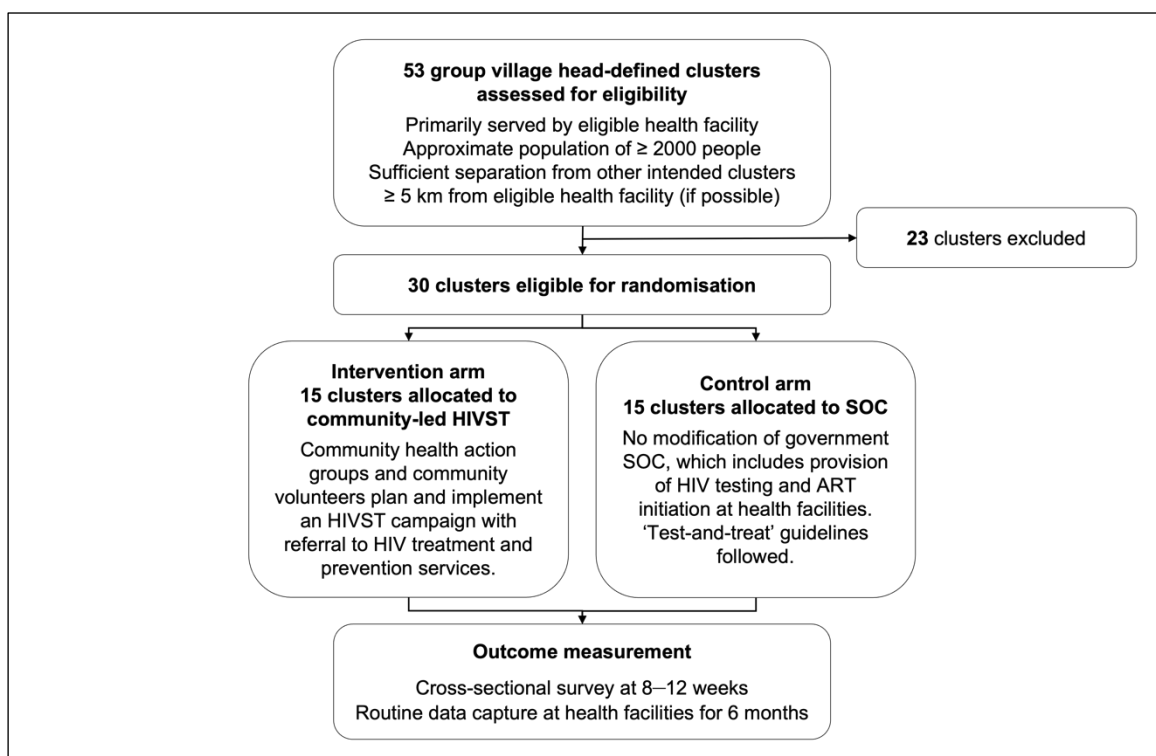 53 group village head-defined clusters
assessed for eligibility
Primarily served by eligible health facility
Approximate population of ≥ 2000 people
Sufficient separation from other intended clusters
≥ 5 km from eligible health facility (if possible)
23 clusters excluded
30 clusters eligible for randomisation
Intervention arm
15 clusters allocated to
community-led HIVST
Community health action
groups and community
volunteers plan and implement
an HIVST campaign with
referral to HIV treatment and
prevention services.
Control arm
15 clusters allocated to SOC
No modification of government
SOC, which includes provision
of HIV testing and ART
initiation at health facilities.
‘Test-and-treat’ guidelines
followed.
Outcome measurement
Cross-sectional survey at 8–12 weeks
Routine data capture at health facilities for 6 months